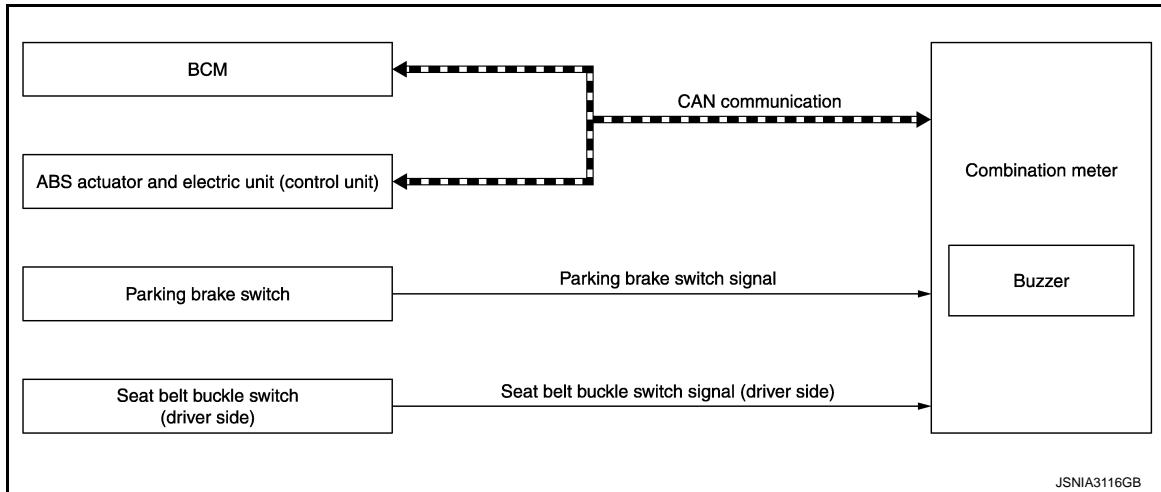 BCM
CAN communication
ABS actuator and electric unit (control unit)
Combination meter
Parking brake switch
Parking brake switch signal
Buzzer
Seat belt buckle switch
(driver side)
Seat belt buckle switch signal (driver side)
JSNIA3116GB